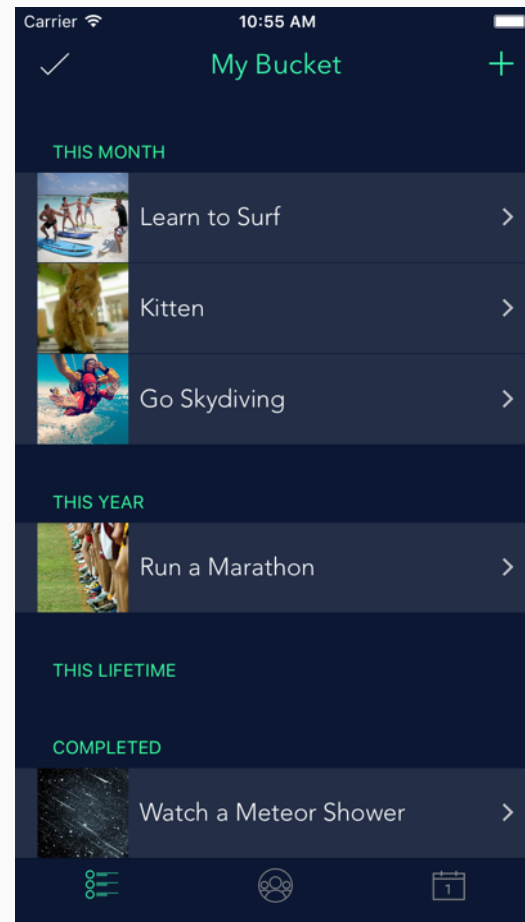 Carrier 10:55 AM
My Bucket
THIS MONTH
Learn to Surf
Kitten
Go Skydiving
THIS YEAR
Run a Marathon
THIS LIFETIME
COMPLETED
Watch a Meteor Shower
1